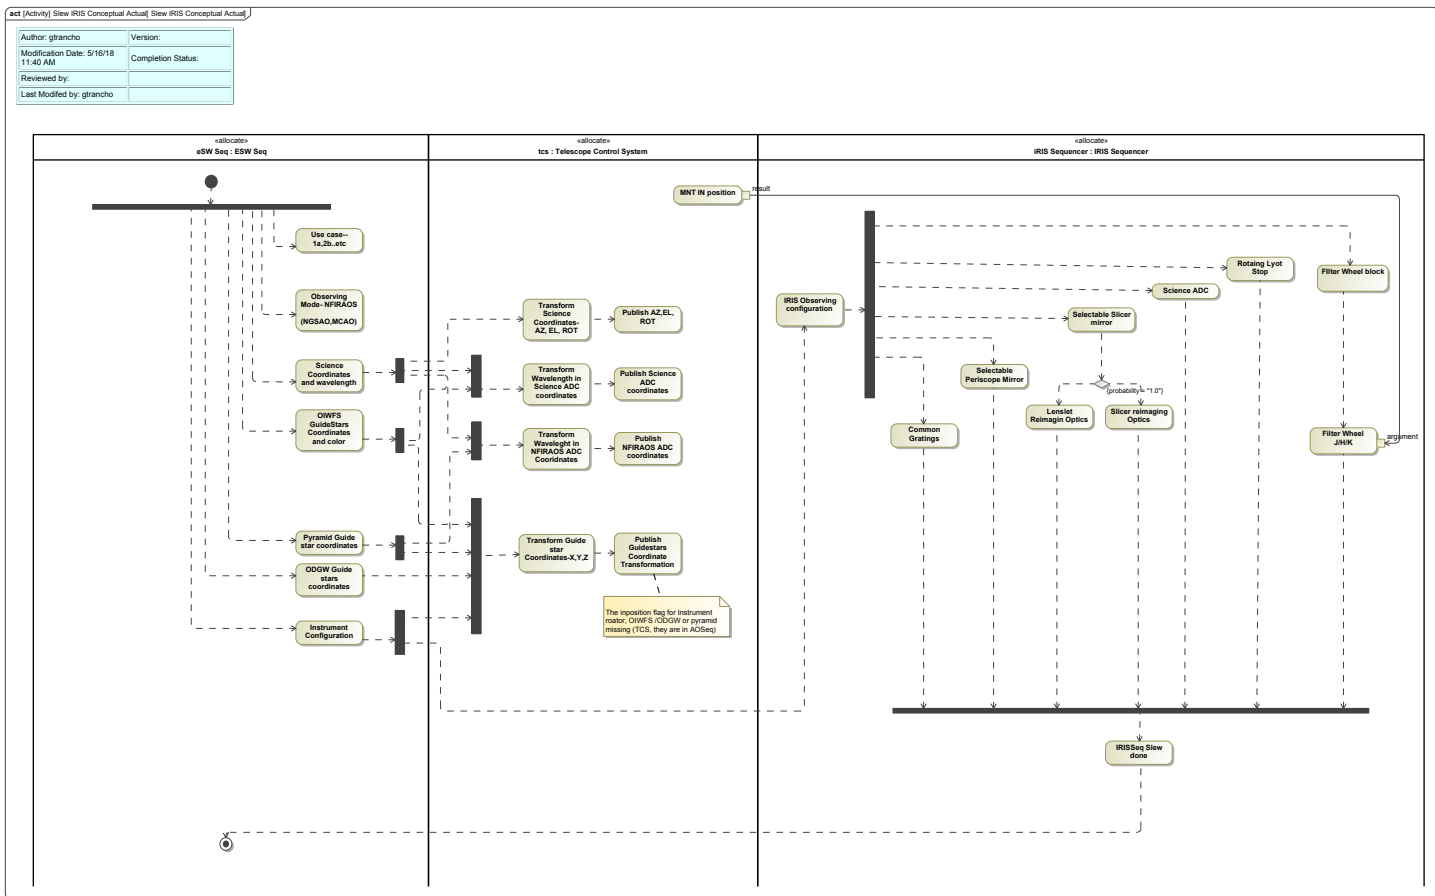 act [Activity] Slew IRIS Conceptual Actual[ Slew IRIS Conceptual Actual]
Author: gtrancho
Version:
Modification Date: 5/16/18
11:40 AM
Completion Status:
Reviewed by:
Last Modifed by: gtrancho
«allocate»
eSW Seq : ESW Seq
«allocate»
tcs : Telescope Control System
«allocate»
iRIS Sequencer : IRIS Sequencer
Use case--
1a,2b..etc
Observing
Mode- NFIRAOS
(NGSAO,MCAO)
Science
Coordinates
and wavelength
OIWFS
GuideStars
Coordinates
and color
Pyramid Guide
star coordinates
ODGW Guide
stars
coordinates
Instrument
Configuration
MNT IN position
result
Transform
Science
Coordinates-
AZ, EL, ROT
Publish AZ,EL,
ROT
Transform
Wavelength in
Science ADC
coordinates
Publish Science
ADC
coordinates
Transform
Waveleght in
NFIRAOS ADC
Cooridnates
Publish
NFIRAOS ADC
coordinates
Transform Guide
star
Coordinates-X,Y,Z
Publish
Guidestars
Coordinate
Transformation
The inposition flag for Instrument
roator, OIWFS /ODGW or pyramid
missing (TCS, they are in AOSeq)
IRIS Observing
configuration
Rotaing Lyot
Stop
FIlter Wheel block
Science ADC
Selectable Slicer
mirror
Selectable
Periscope Mirror
{probability = "1.0"}
Lenslet
Reimagin Optics
Slicer reimaging
Optics
Common
Gratings
Filter Wheel
J/H/K
argument
IRISSeq Slew
done